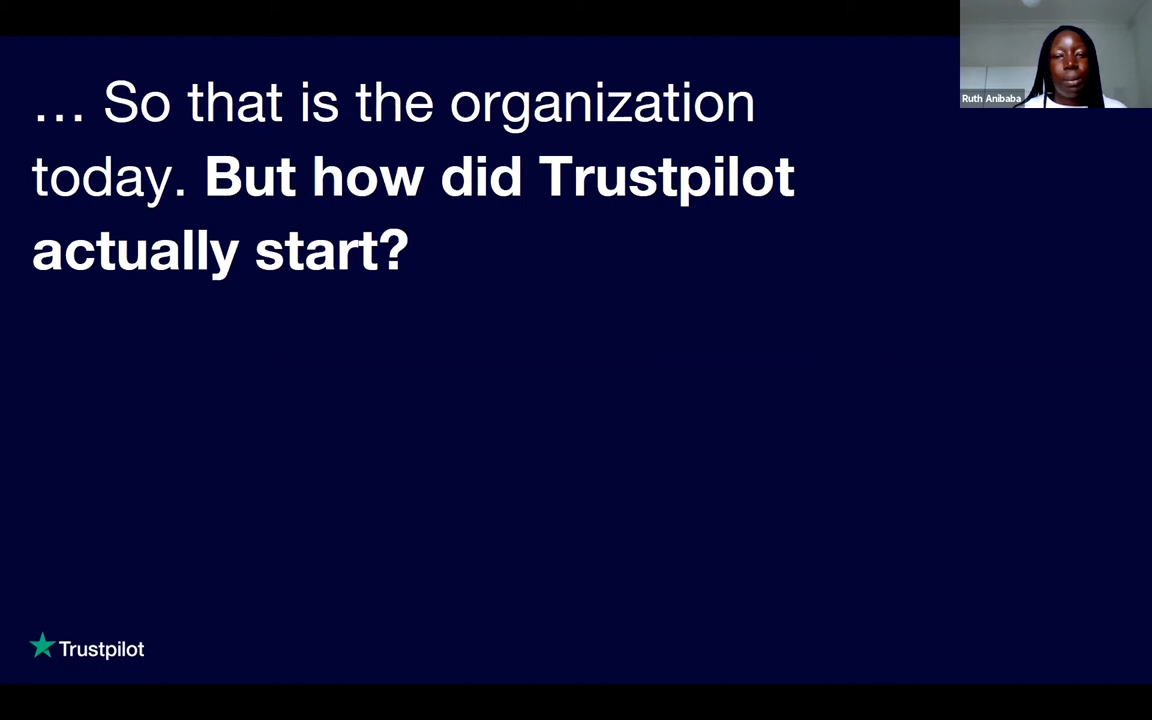 ... So that is the organization
today. But how did Trustpilot
actually start?
Ruth Anibaba
Trustpilot